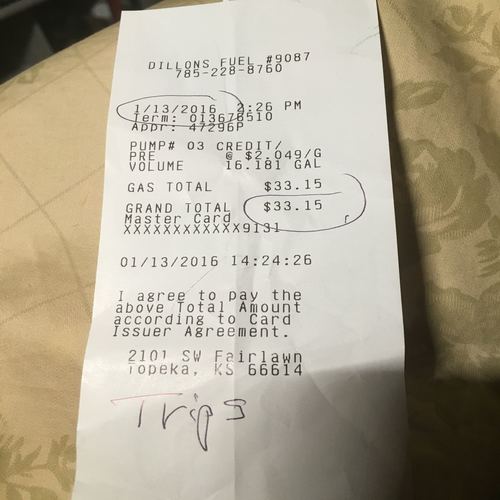 DILLONS FUEL #9087
785-228-8760
1/13/2016 2:26 PM
Term: 013676510
Appr: 47296P
PUMP# 03 CREDIT/
PRE @ $2.049/G
VOLUME 16.181 GAL
GAS TOTAL $33.15
GRAND TOTAL $33.15
Master Card
XXXXXXXXXXXX9131
01/13/2016 14:24:26
I agree to pay the
above Total Amount
according to Card
Issuer Agreement.
2101 SW Fairlawn
Topeka, KS 66614
Trips